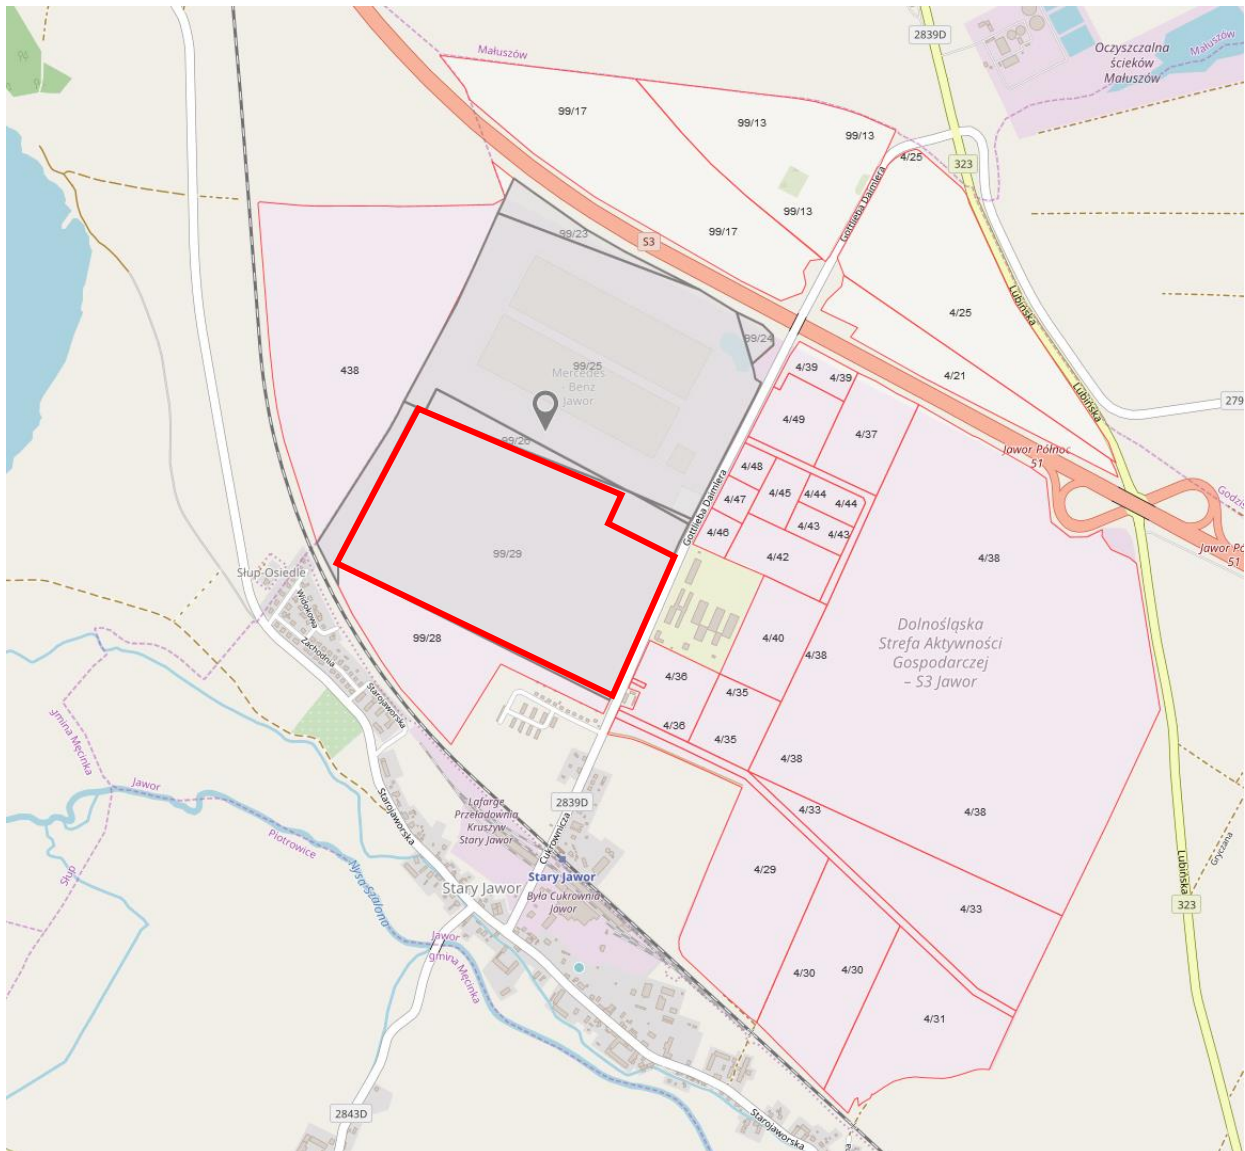 2839D
Małuszów
Oczyszczalna
ścieków
Małuszów
Małuszów
99/17
99/13
99/13
4/25
323
99/13
Gottlieba Daimlera
99/23
99/17
S3
Lubińska
4/25
99/24
438
99/25
Mercedes
- Benz
Jawor
4/39
4/39
4/21
Lubińska
279
4/49
4/37
99/26
Jawor Północ
51
4/48
4/45
4/44
4/44
4/47
Gottlieba Daimlera
4/46
4/43
4/43
99/29
4/42
4/38
51
Słup-Osiedle
Widokowa
Zachodnia
99/28
4/40
4/38
Dolnośląska
Strefa Aktywności
Gospodarczej
– S3 Jawor
4/36
4/35
Starojaworska
4/36
4/35
gmina Męcinka
4/38
Jawor
Starojaworska
Lafarge
Przeładownia
Kruszyw
Stary Jawor
2839D
4/33
4/38
Piotrowice
Cukrownicza
Gryczana
Słup
Nysa Szalona
Stary Jawor
Stary Jawor
Była Cukrownia
Jawor
4/29
Lubińska
323
4/33
Jawor
gmina Męcinka
4/30
4/30
4/31
2843D
Starojaworska